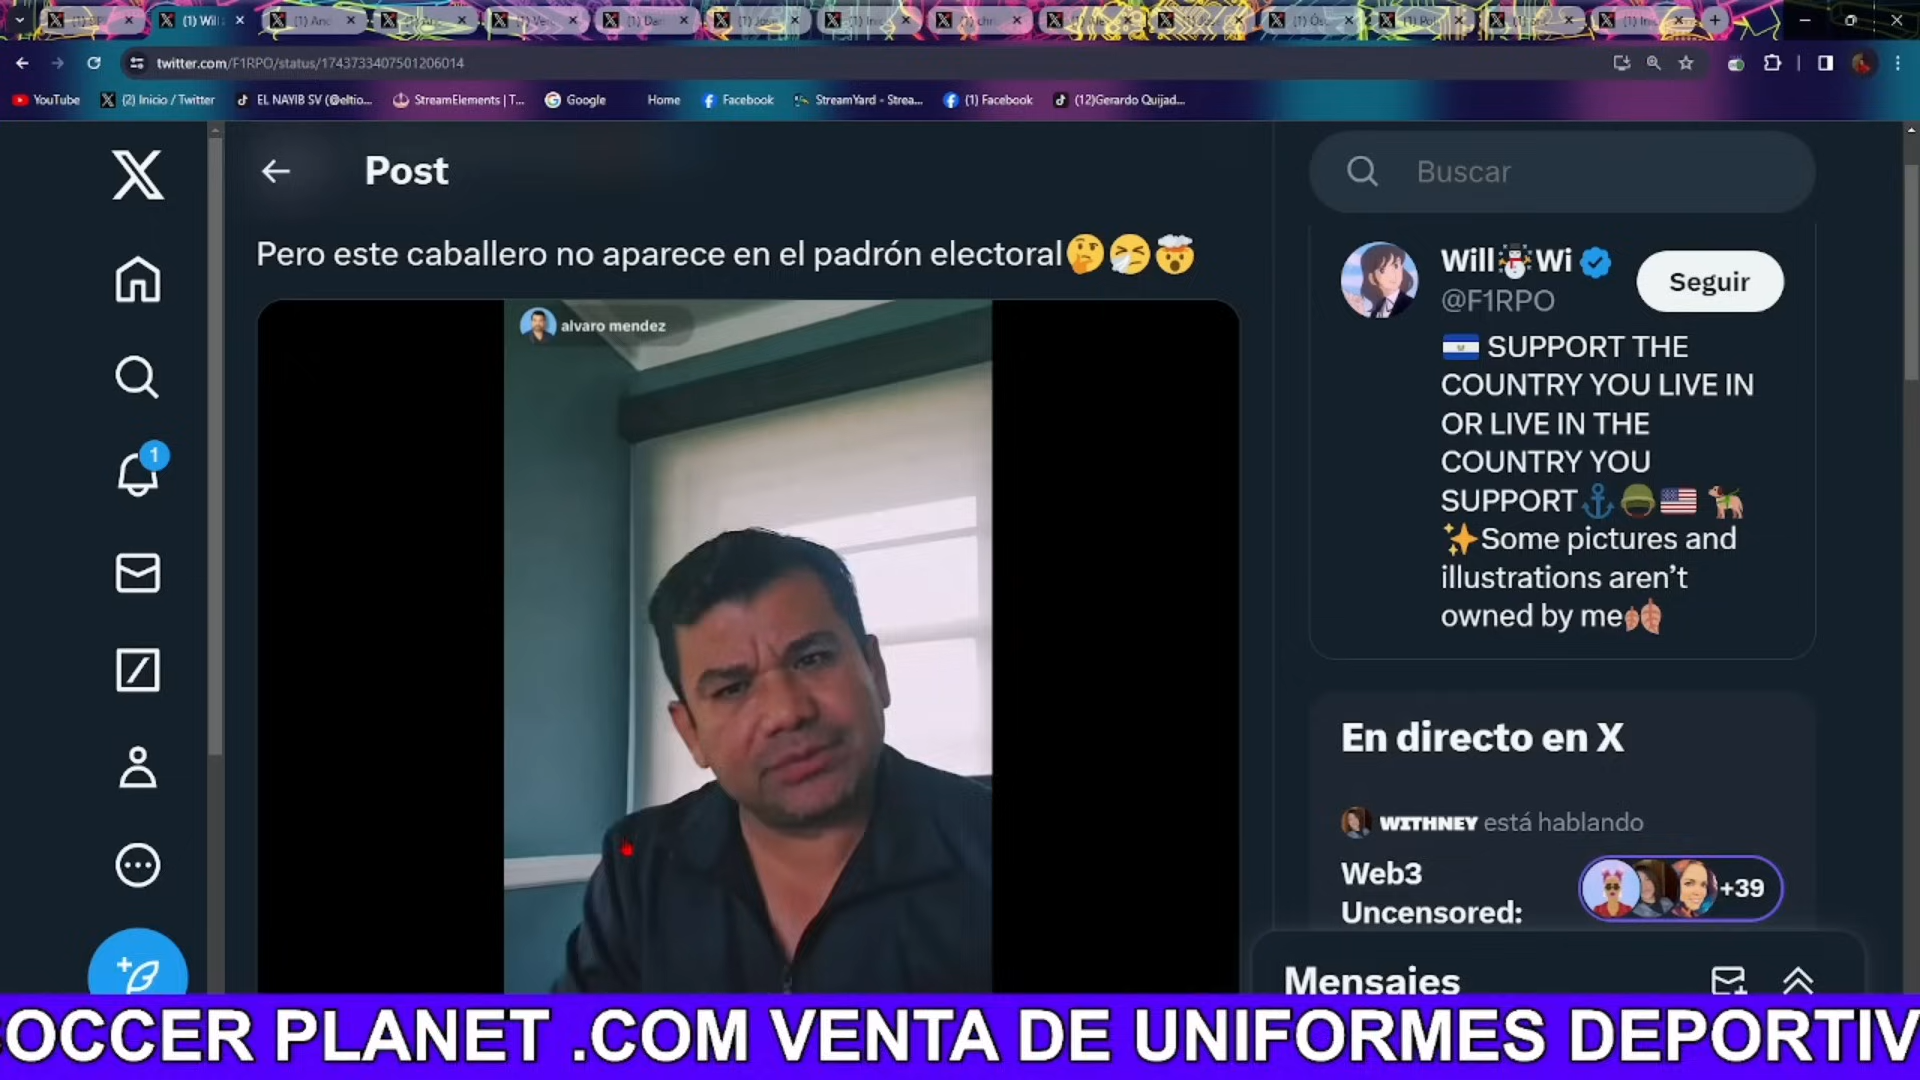 (1) Will
twitter.com/F1RPO/status/1743733407501206014
YouTube
(2) Inicio / Twitter
EL NAYIB SV (@eltio...
StreamElements | T...
Google
Home
Facebook
StreamYard - Strea...
(1) Facebook
(12)Gerardo Quijad...
Post
Buscar
Pero este caballero no aparece en el padrón electoral
alvaro mendez
Will Wi
@F1RPO
Seguir
SUPPORT THE
COUNTRY YOU LIVE IN
OR LIVE IN THE
COUNTRY YOU
SUPPORT
Some pictures and
illustrations aren't
owned by me
1
En directo en X
WITHNEY está hablando
Web3
Uncensored:
+39
Mensajes
SOCCER PLANET .COM VENTA DE UNIFORMES DEPORTIV